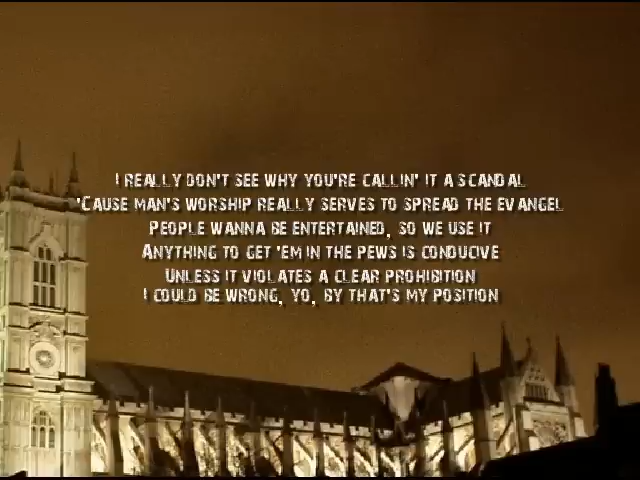 I REALLY DON'T SEE WHY YOU'RE CALLIN' IT A SCANDAL
'CAUSE MAN'S WORSHIP REALLY SERVES TO SPREAD THE EVANGEL
PEOPLE WANNA BE ENTERTAINED, SO WE USE IT
ANYTHING TO GET 'EM IN THE PEWS IS CONDUCIVE
UNLESS IT VIOLATES A CLEAR PROHIBITION
I COULD BE WRONG, YO, BY THAT'S MY POSITION